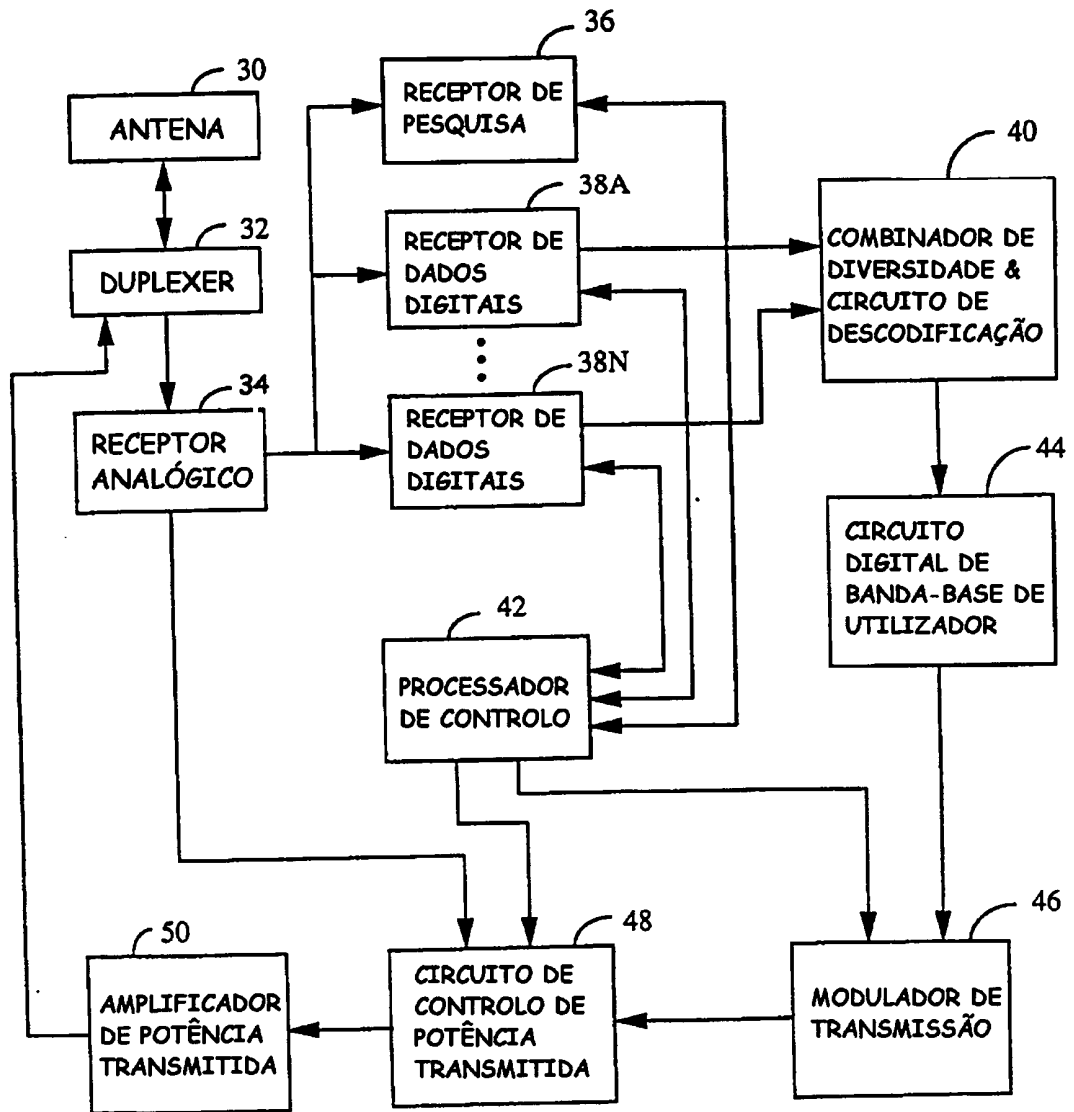 30
ANTENA
32
DUPLEXER
34
RECEPTOR
ANALÓGICO
36
RECEPTOR DE
PESQUISA
38A
RECEPTOR DE
DADOS
DIGITAIS
38N
RECEPTOR DE
DADOS
DIGITAIS
40
COMBINADOR DE
DIVERSIDADE &
CIRCUITO DE
DESCODIFICAÇÃO
42
PROCESSADOR
DE CONTROLO
44
CIRCUITO
DIGITAL DE
BANDA-BASE DE
UTILIZADOR
50
AMPLIFICADOR
DE POTÊNCIA
TRANSMITIDA
48
CIRCUITO DE
CONTROLO DE
POTÊNCIA
TRANSMITIDA
46
MODULADOR DE
TRANSMISSÃO